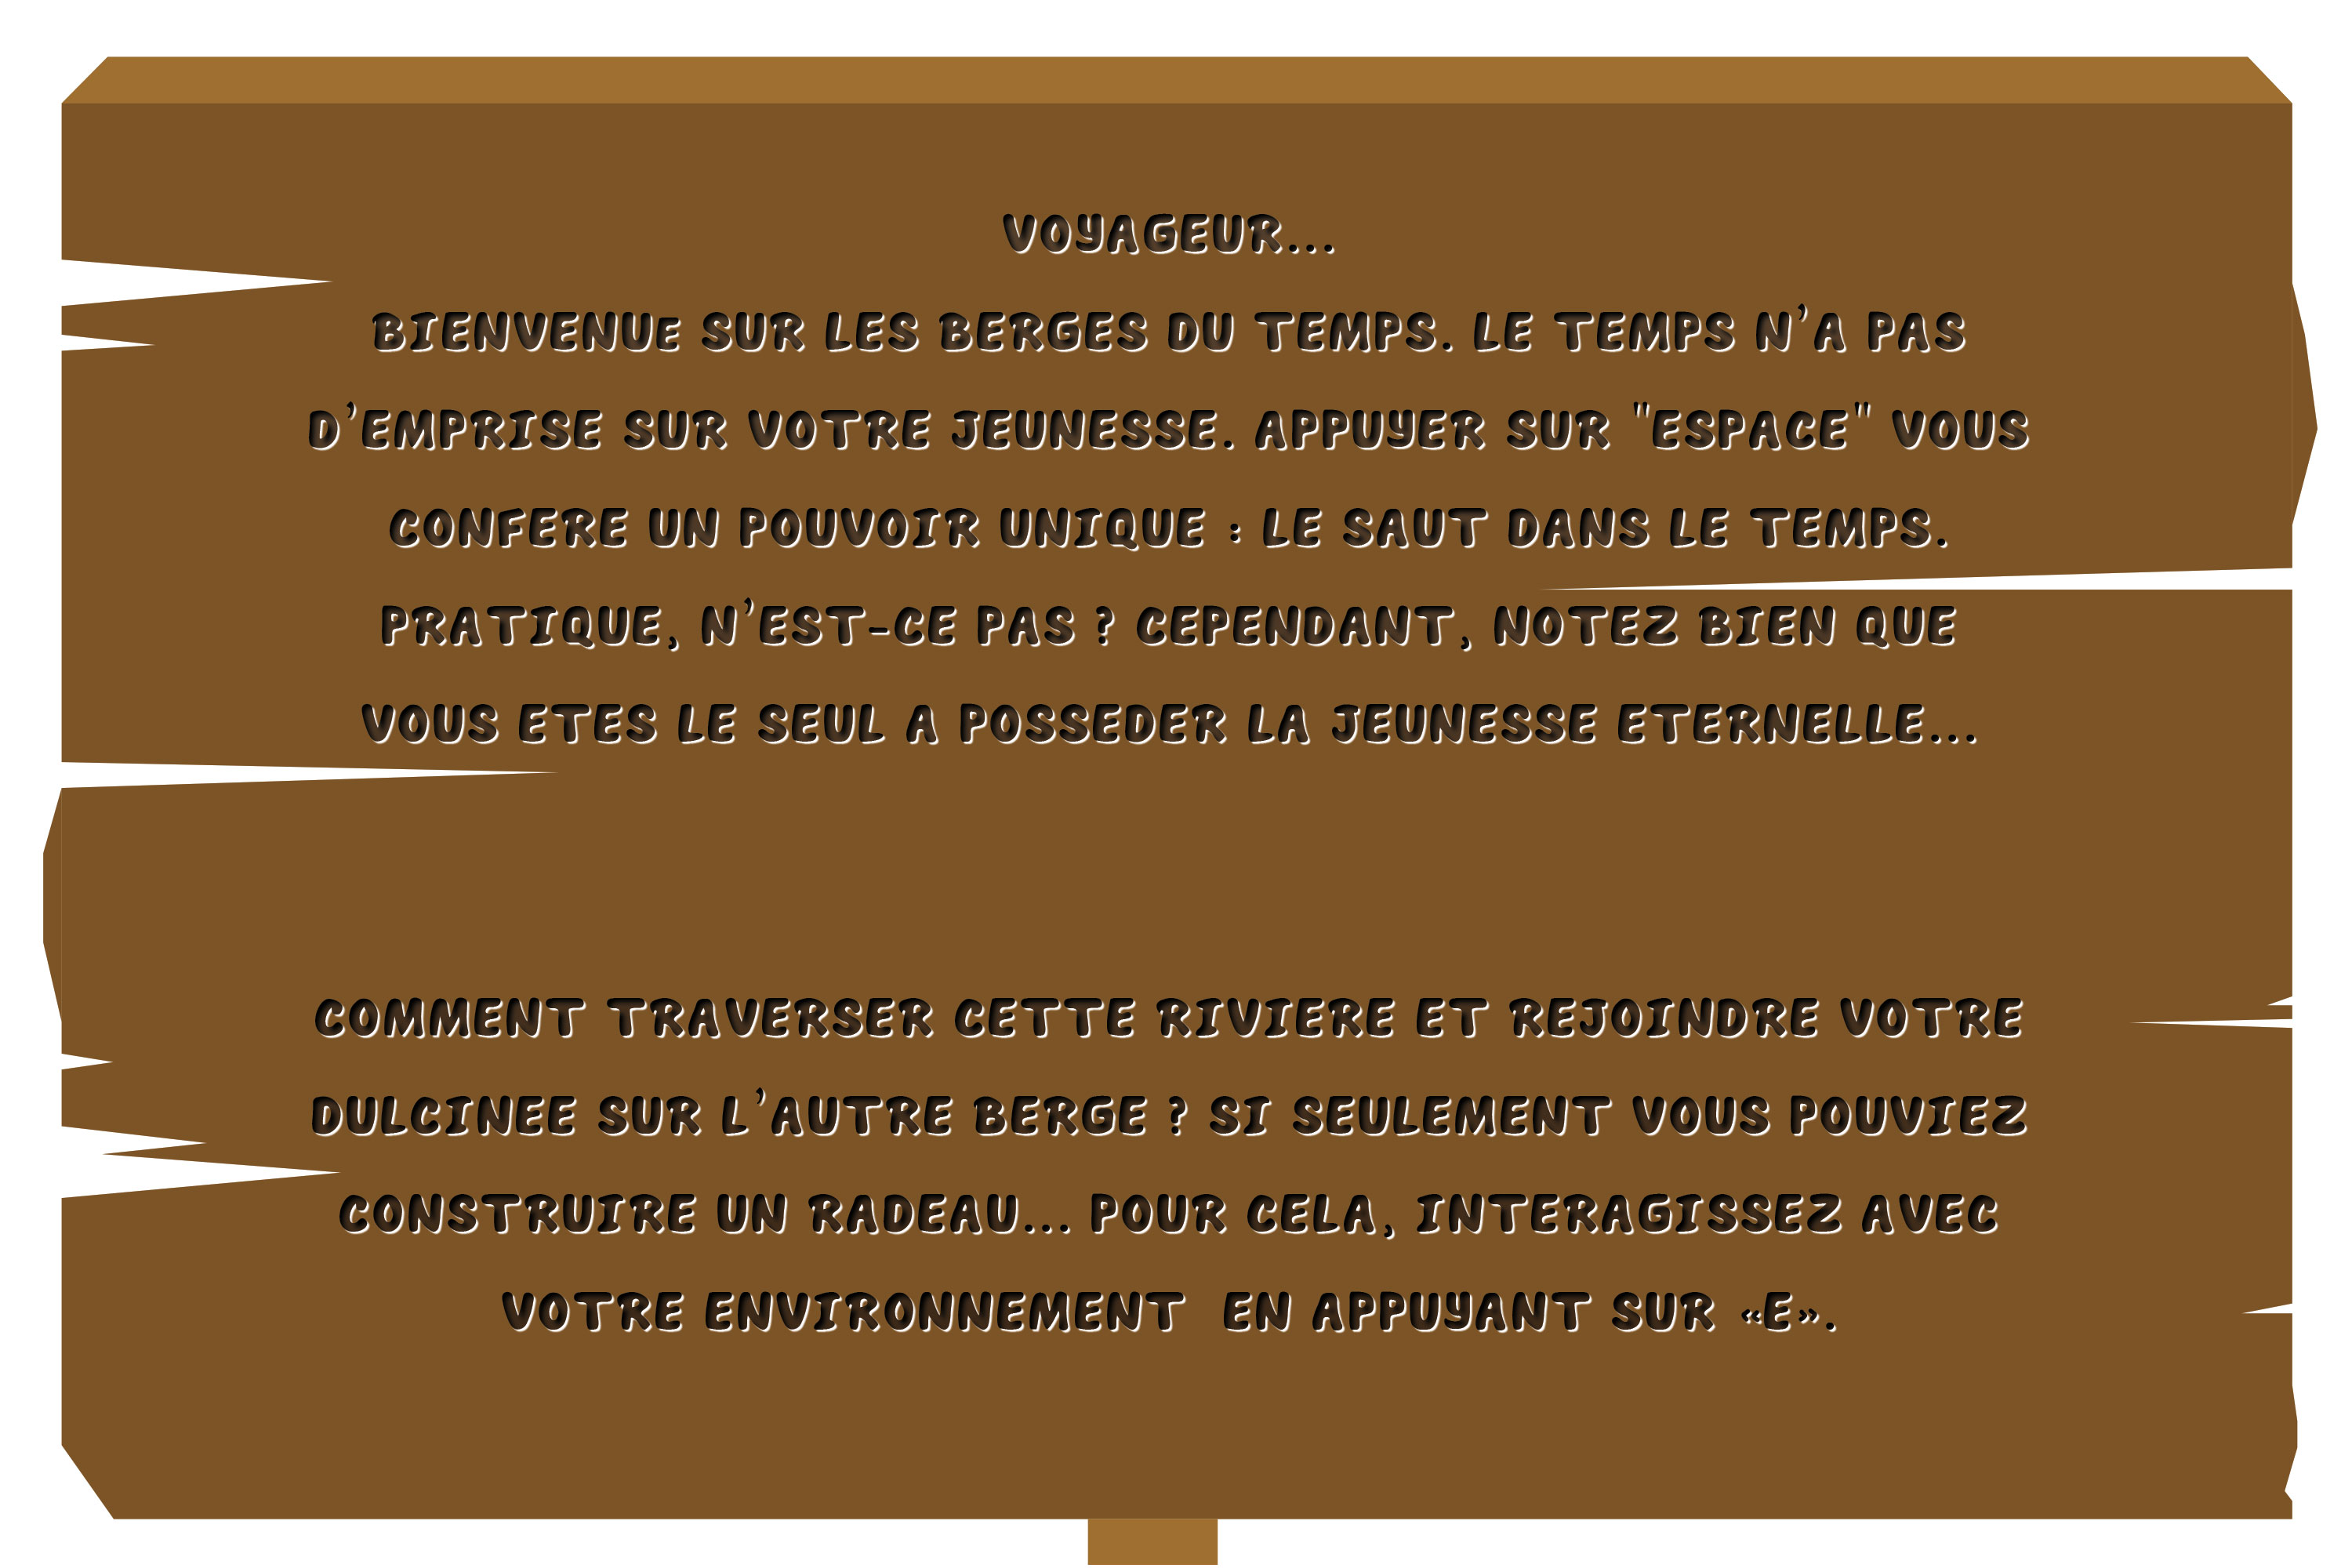 VOYAGEUR...
BIENVENUE SUR LES BERGES DU TEMPS. LE TEMPS N'A PAS
D'EMPRISE SUR VOTRE JEUNESSE. APPUYER SUR "ESPACE" VOUS
CONFERE UN POUVOIR UNIQUE : LE SAUT DANS LE TEMPS.
PRATIQUE, N'EST-CE PAS ? CEPENDANT, NOTEZ BIEN QUE
VOUS ETES LE SEUL A POSSEDER LA JEUNESSE ETERNELLE...
COMMENT TRAVERSER CETTE RIVIERE ET REJOINDRE VOTRE
DULCINEE SUR L'AUTRE BERGE ? SI SEULEMENT VOUS POUVIEZ
CONSTRUIRE UN RADEAU... POUR CELA, INTERAGISSEZ AVEC
VOTRE ENVIRONNEMENT  EN APPUYANT SUR «E».